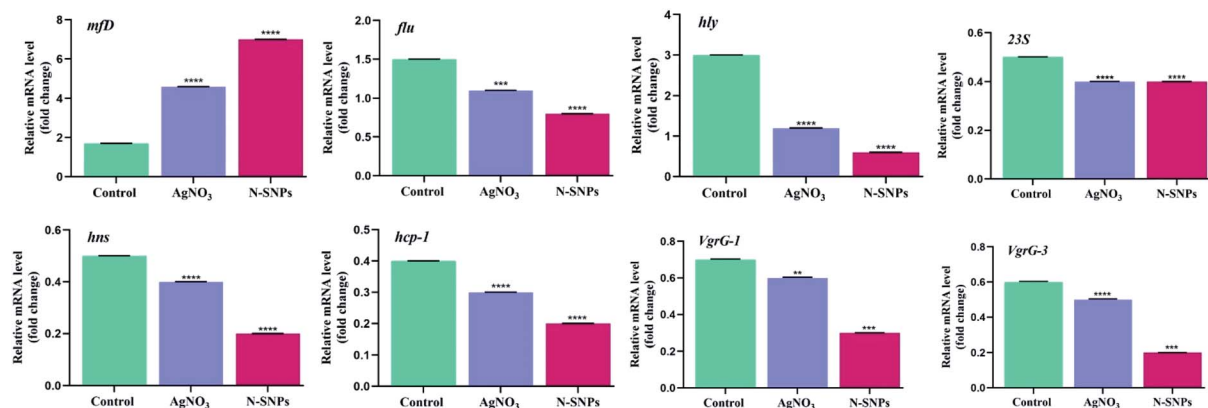 mfD
Relative mRNA level
(fold change)
8
6
4
2
0
****
****
Control
AgNO₃
N-SNPs
flu
Relative mRNA level
(fold change)
2.0
1.5
1.0
0.5
0.0
***
****
Control
AgNO₃
N-SNPs
hly
Relative mRNA level
(fold change)
4
3
2
1
0
****
****
Control
AgNO₃
N-SNPs
23S
Relative mRNA level
(fold change)
0.6
0.4
0.2
0.0
****
****
Control
AgNO₃
N-SNPs
hns
Relative mRNA level
(fold change)
0.6
0.4
0.2
0.0
****
****
Control
AgNO₃
N-SNPs
hcp-1
Relative mRNA level
(fold change)
0.5
0.4
0.3
0.2
0.1
0.0
****
****
Control
AgNO₃
N-SNPs
VgrG-1
Relative mRNA level
(fold change)
0.8
0.6
0.4
0.2
0.0
**
***
Control
AgNO₃
N-SNPs
VgrG-3
Relative mRNA level
(fold change)
0.8
0.6
0.4
0.2
0.0
****
***
Control
AgNO₃
N-SNPs